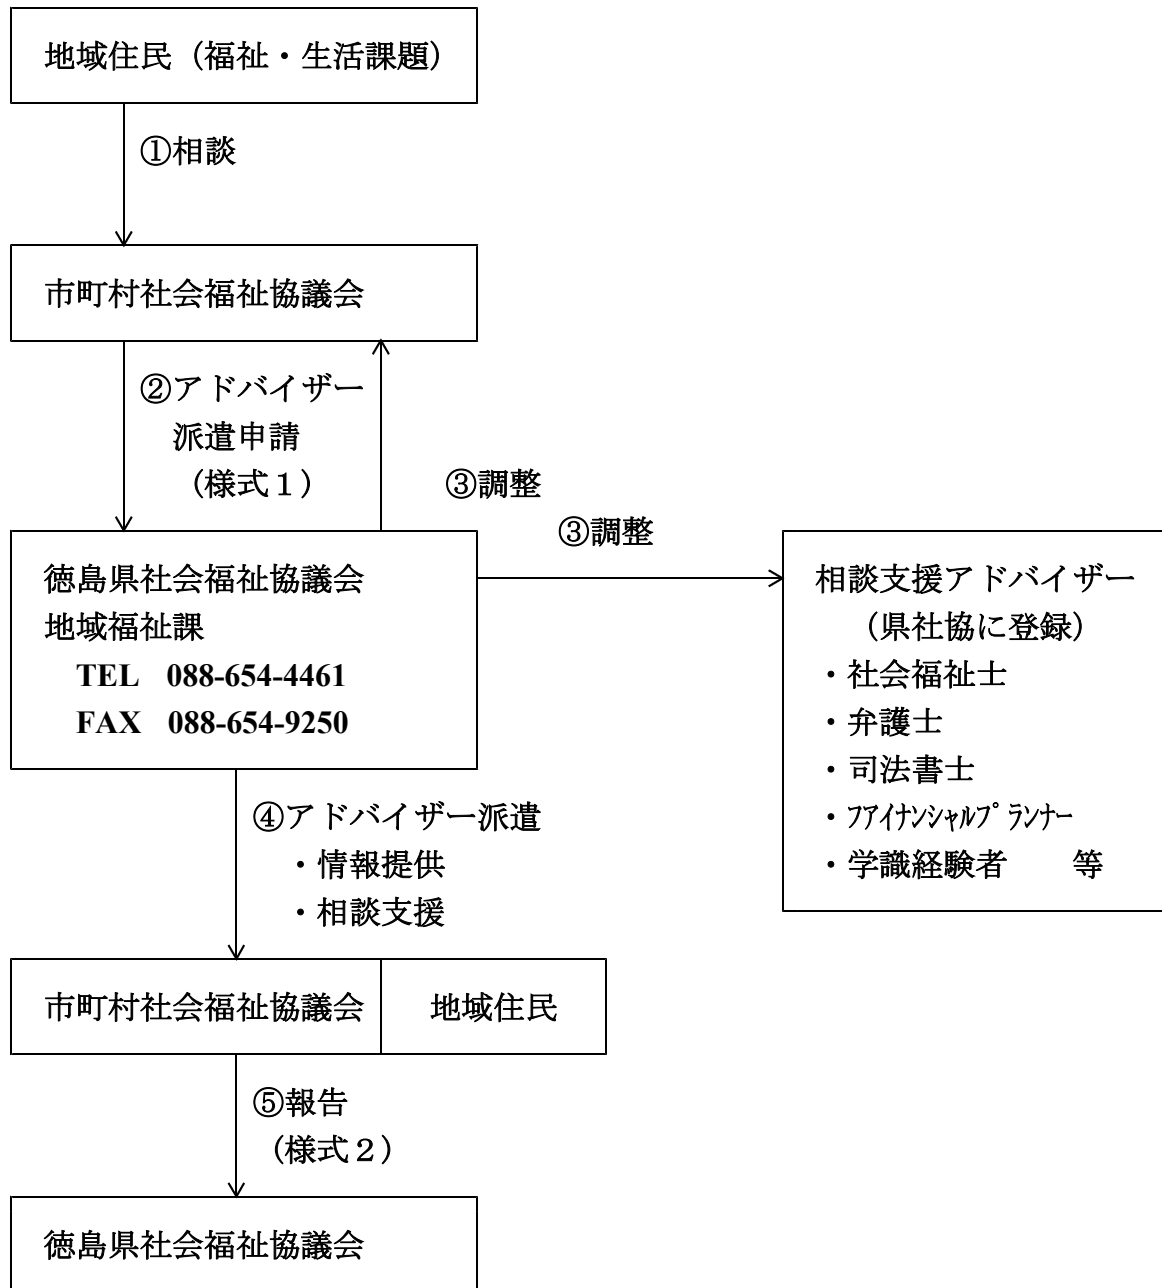 地域住民（福祉・生活課題）
①相談
市町村社会福祉協議会
②アドバイザー
派遣申請
（様式１）
③調整
③調整
徳島県社会福祉協議会
地域福祉課
TEL 088-654-4461
FAX 088-654-9250
相談支援アドバイザー
（県社協に登録）
・社会福祉士
・弁護士
・司法書士
・ﾌｱｲﾅﾝｼｬﾙﾌﾟﾗﾝﾅｰ
・学識経験者　　等
④アドバイザー派遣
・情報提供
・相談支援
市町村社会福祉協議会
地域住民
⑤報告
（様式２）
徳島県社会福祉協議会